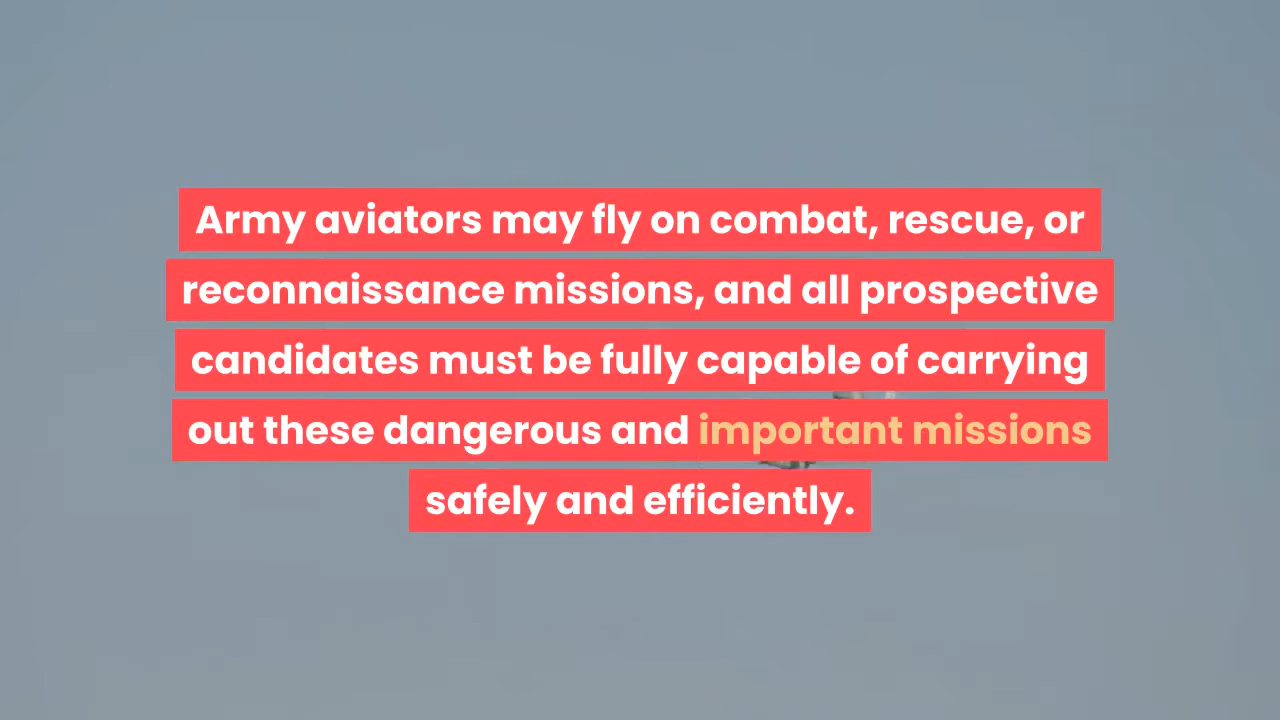 Army aviators may fly on combat, rescue, or
reconnaissance missions, and all prospective
candidates must be fully capable of carrying
out these dangerous and important missions
safely and efficiently.